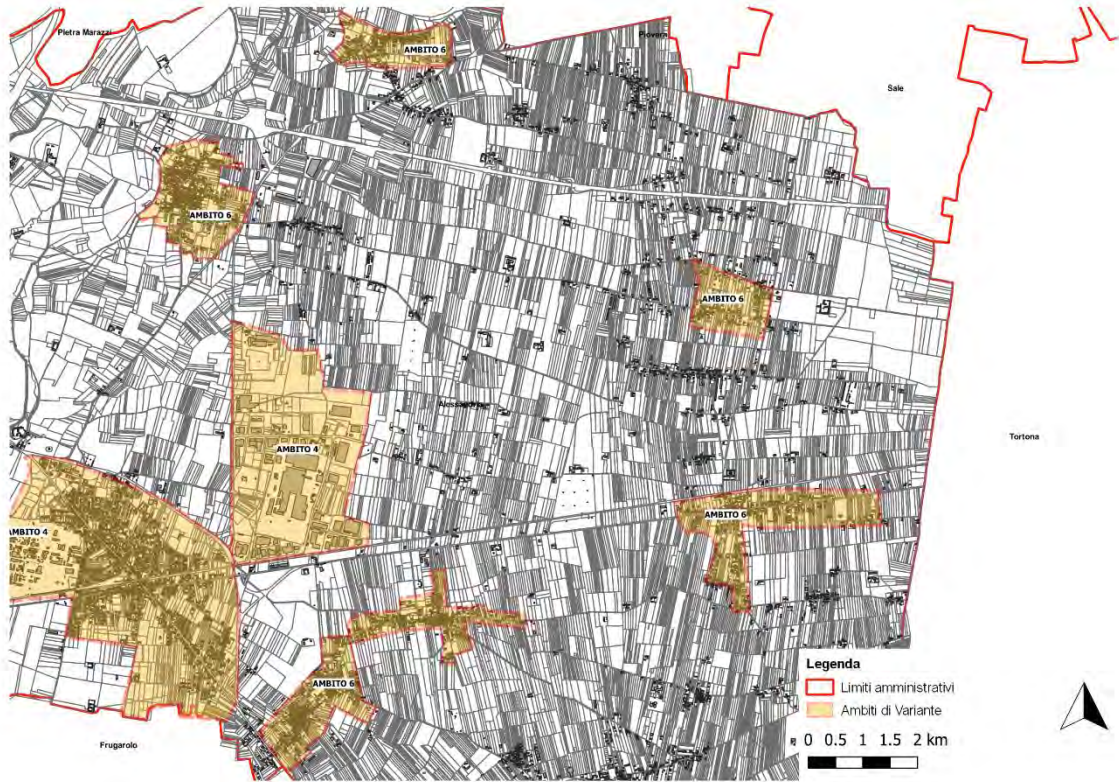 Pietra Marazzi
Piovera
AMBITO 6
Sale
AMBITO 6
AMBITO 6
Alessandria
Tortona
AMBITO 4
AMBITO 6
AMBITO 4
AMBITO 6
Frugarolo
Legenda
Limiti amministrativi
Ambiti di Variante
0 0.5 1 1.5 2 km